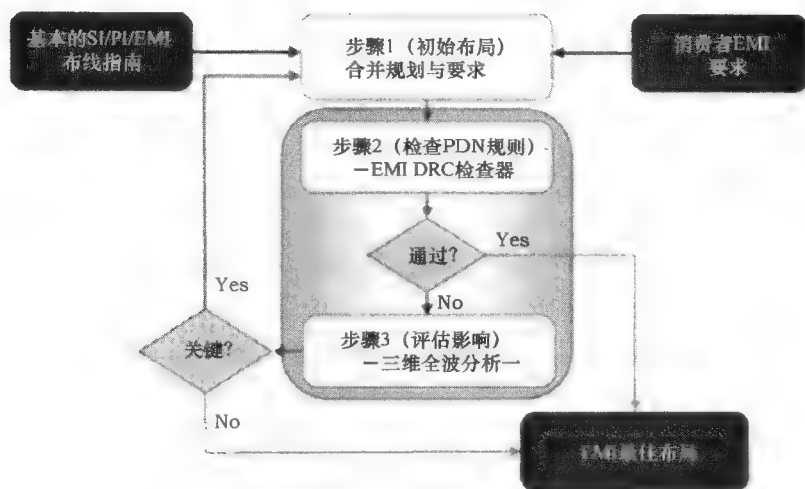 基本的SI/PI/EMI
布线指南
步骤1（初始布局）
合并规划与要求
消费者EMI
要求
步骤2（检查PDN规则）
－EMI DRC检查器
通过？
Yes
No
步骤3（评估影响）
－三维全波分析－
Yes
关键？
No
EMI最佳布局